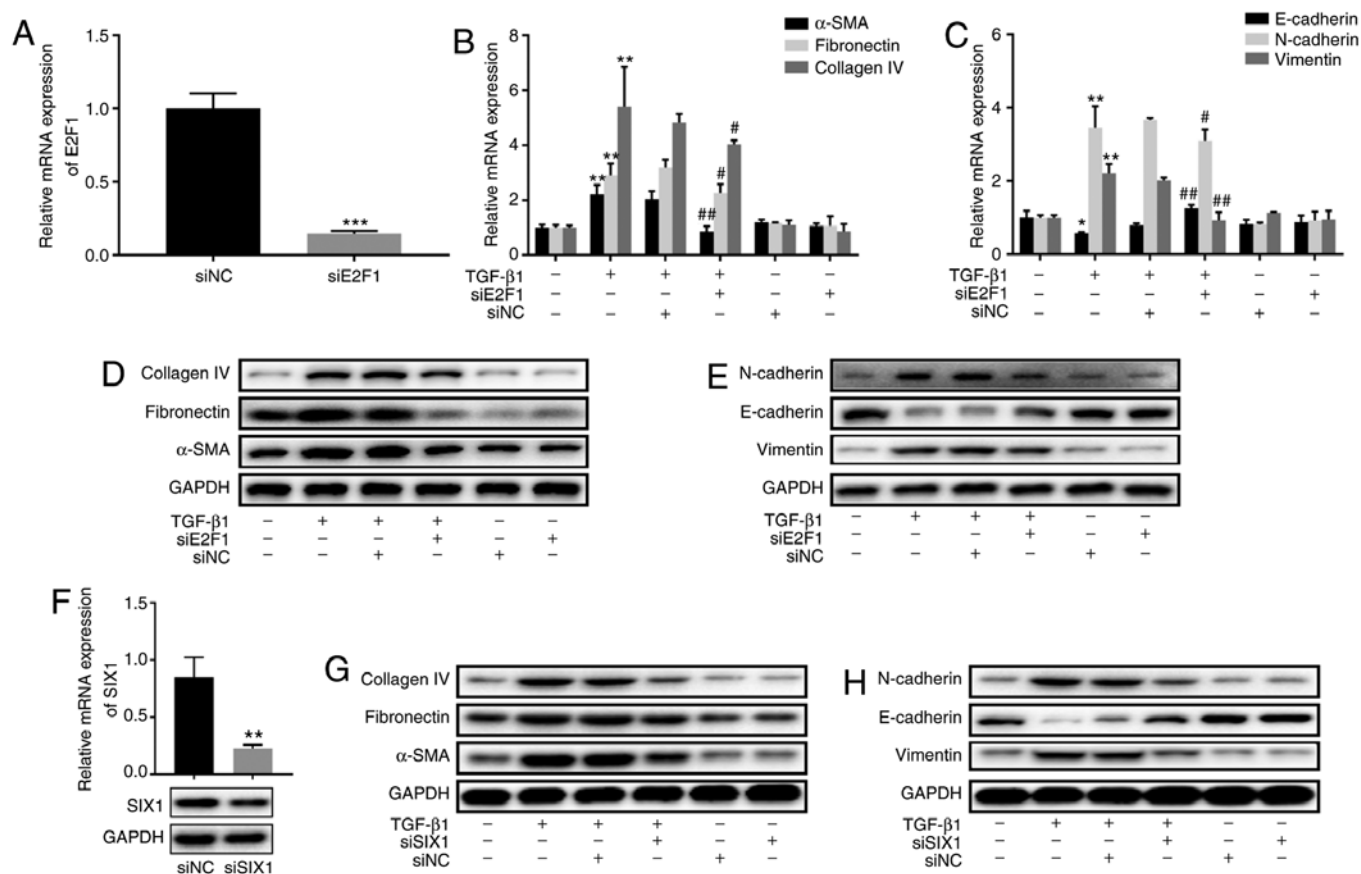 A
Relative mRNA expression
of E2F1
1.5
1.0
0.5
0.0
***
siNC
siE2F1
B
α-SMA
Fibronectin
Collagen IV
Relative mRNA expression
8
6
4
2
0
** ** **
## # #
TGF-β1 − + + + − −
siE2F1 − − − + − +
siNC − − + − + −
C
E-cadherin
N-cadherin
Vimentin
Relative mRNA expression
6
4
2
0
* ** **
## # ##
TGF-β1 − + + + − −
siE2F1 − − − + − +
siNC − − + − + −
D
Collagen IV
Fibronectin
α-SMA
GAPDH
TGF-β1 − + + + − −
siE2F1 − − − + − +
siNC − − + − + −
E
N-cadherin
E-cadherin
Vimentin
GAPDH
TGF-β1 − + + + − −
siE2F1 − − − + − +
siNC − − + − + −
F
Relative mRNA expression
of SIX1
1.5
1.0
0.5
0.0
**
SIX1
GAPDH
siNC siSIX1
G
Collagen IV
Fibronectin
α-SMA
GAPDH
TGF-β1 − + + + − −
siSIX1 − − − + − +
siNC − − + − + −
H
N-cadherin
E-cadherin
Vimentin
GAPDH
TGF-β1 − + + + − −
siSIX1 − − − + − +
siNC − − + − + −